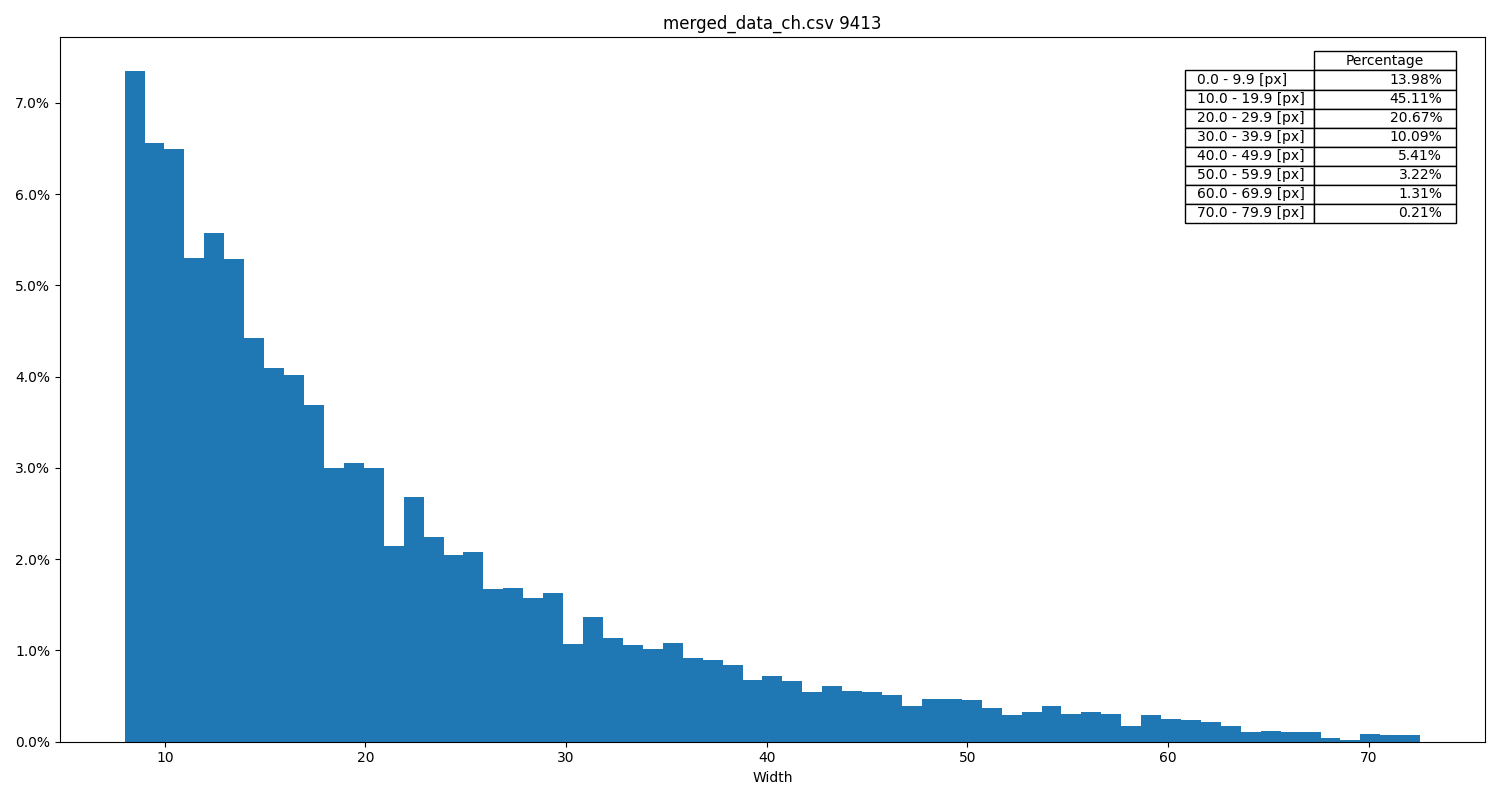 merged_data_ch.csv 9413
Percentage
0.0 - 9.9 [px] 13.98%
10.0 - 19.9 [px] 45.11%
20.0 - 29.9 [px] 20.67%
30.0 - 39.9 [px] 10.09%
40.0 - 49.9 [px] 5.41%
50.0 - 59.9 [px] 3.22%
60.0 - 69.9 [px] 1.31%
70.0 - 79.9 [px] 0.21%
7.0%
6.0%
5.0%
4.0%
3.0%
2.0%
1.0%
0.0%
10 20 30 40 50 60 70
Width